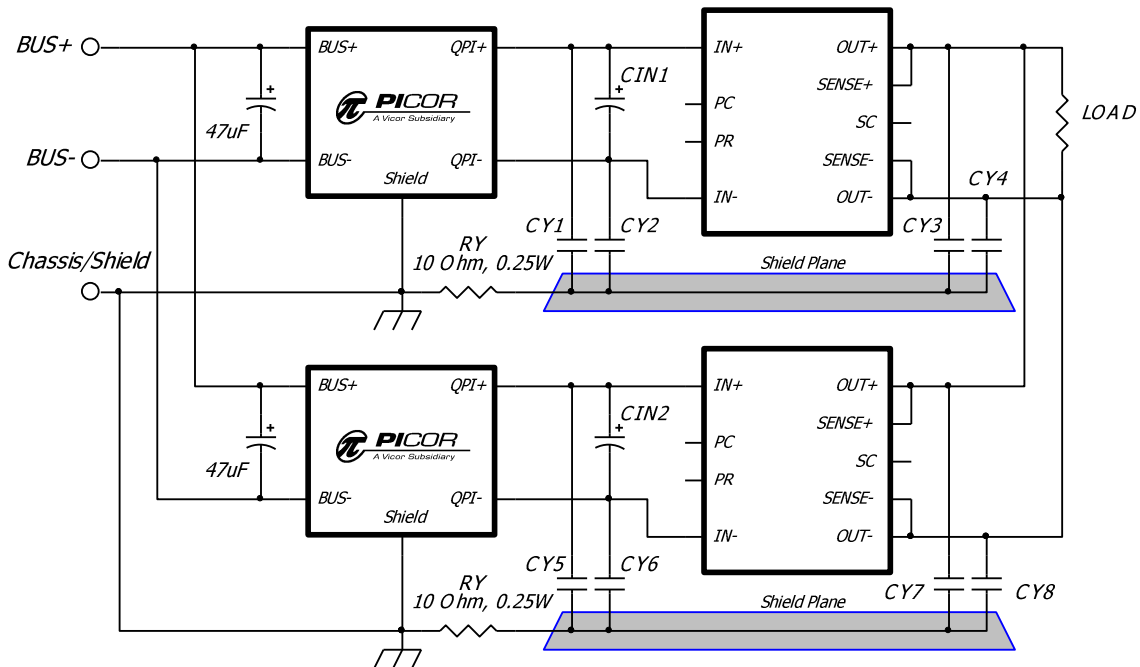 BUS+
BUS-
Chassis/Shield
47uF
+
BUS+
QPI+
PICOR
A Vicor Subsidiary
BUS-
QPI-
Shield
CIN1
+
IN+
OUT+
SENSE+
PC
SC
PR
SENSE-
IN-
OUT-
LOAD
CY4
CY1
CY2
CY3
RY
10 Ohm, 0.25W
Shield Plane
47uF
+
BUS+
QPI+
PICOR
A Vicor Subsidiary
BUS-
QPI-
Shield
CIN2
+
IN+
OUT+
SENSE+
PC
SC
PR
SENSE-
IN-
OUT-
CY5
CY6
CY7
CY8
RY
10 Ohm, 0.25W
Shield Plane